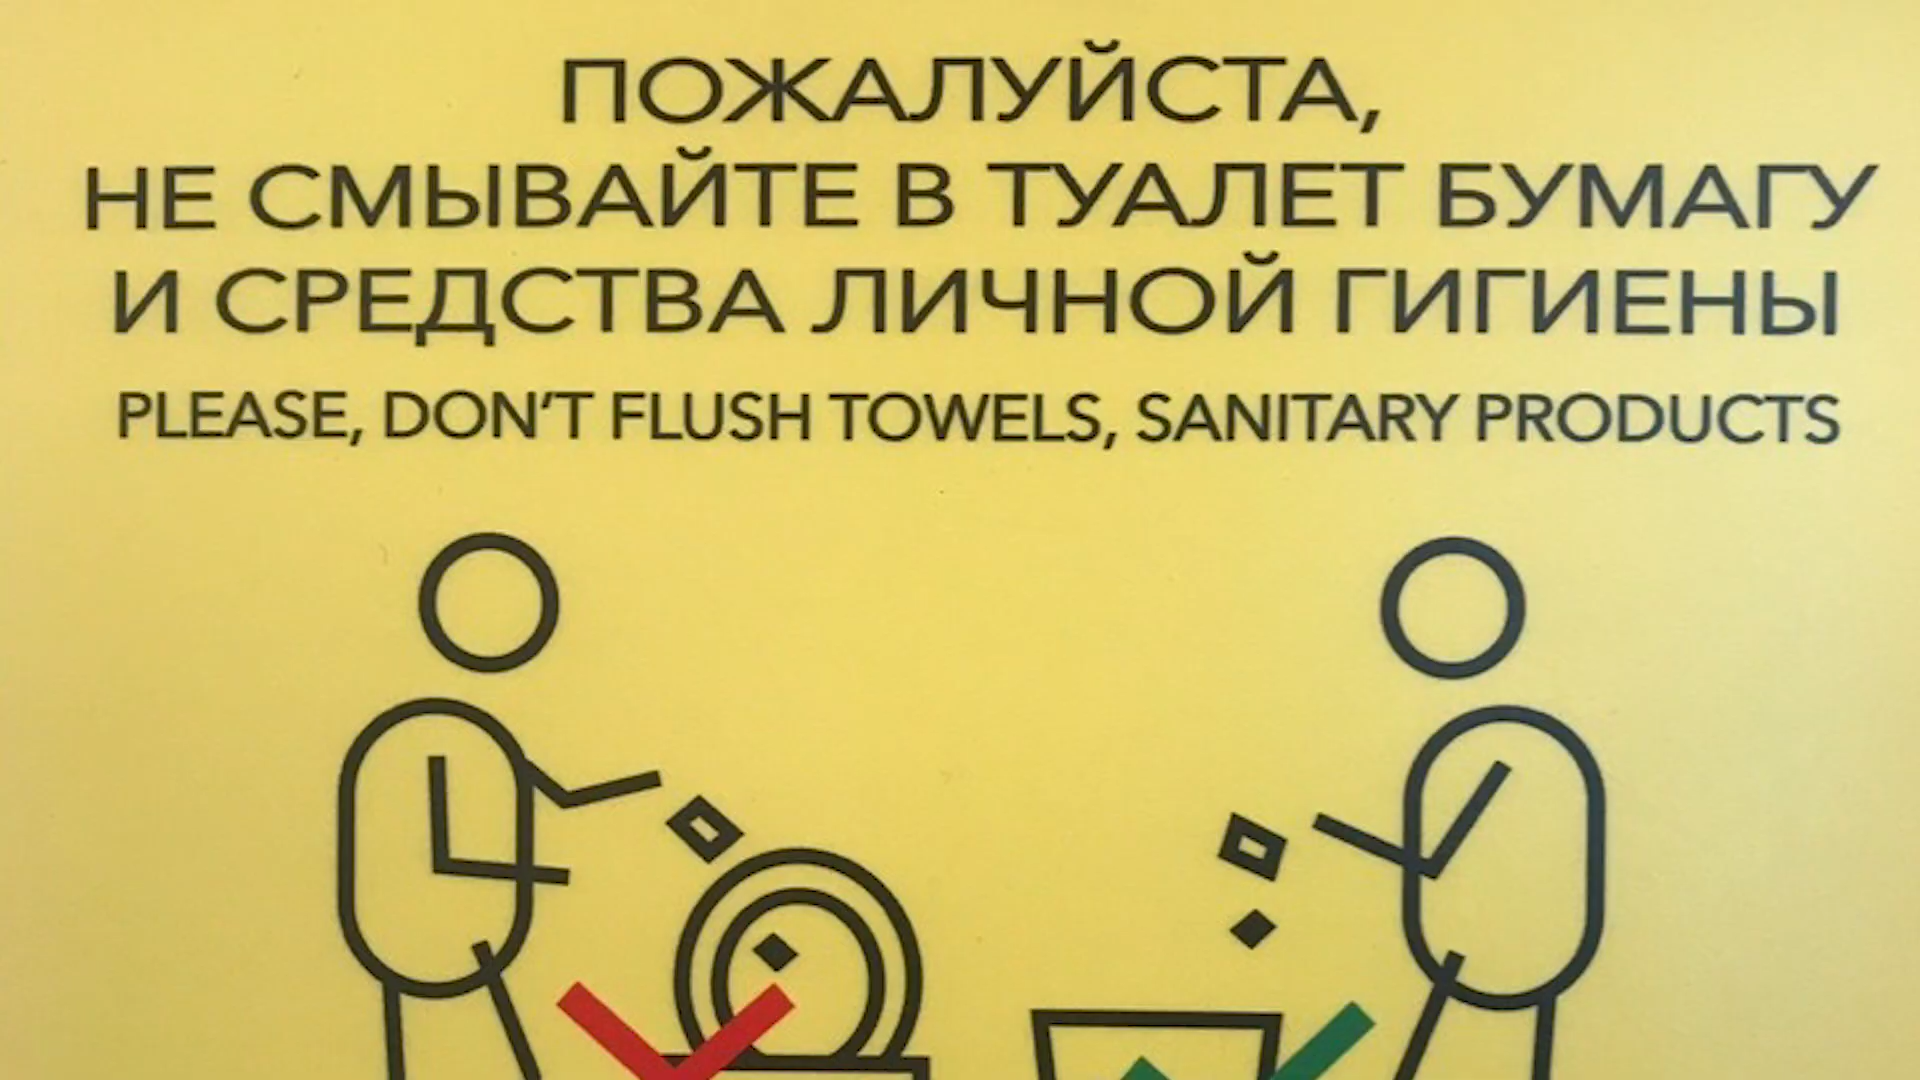 ПОЖАЛУЙСТА,
НЕ СМЫВАЙТЕ В ТУАЛЕТ БУМАГУ
И СРЕДСТВА ЛИЧНОЙ ГИГИЕНЫ
PLEASE, DON’T FLUSH TOWELS, SANITARY PRODUCTS